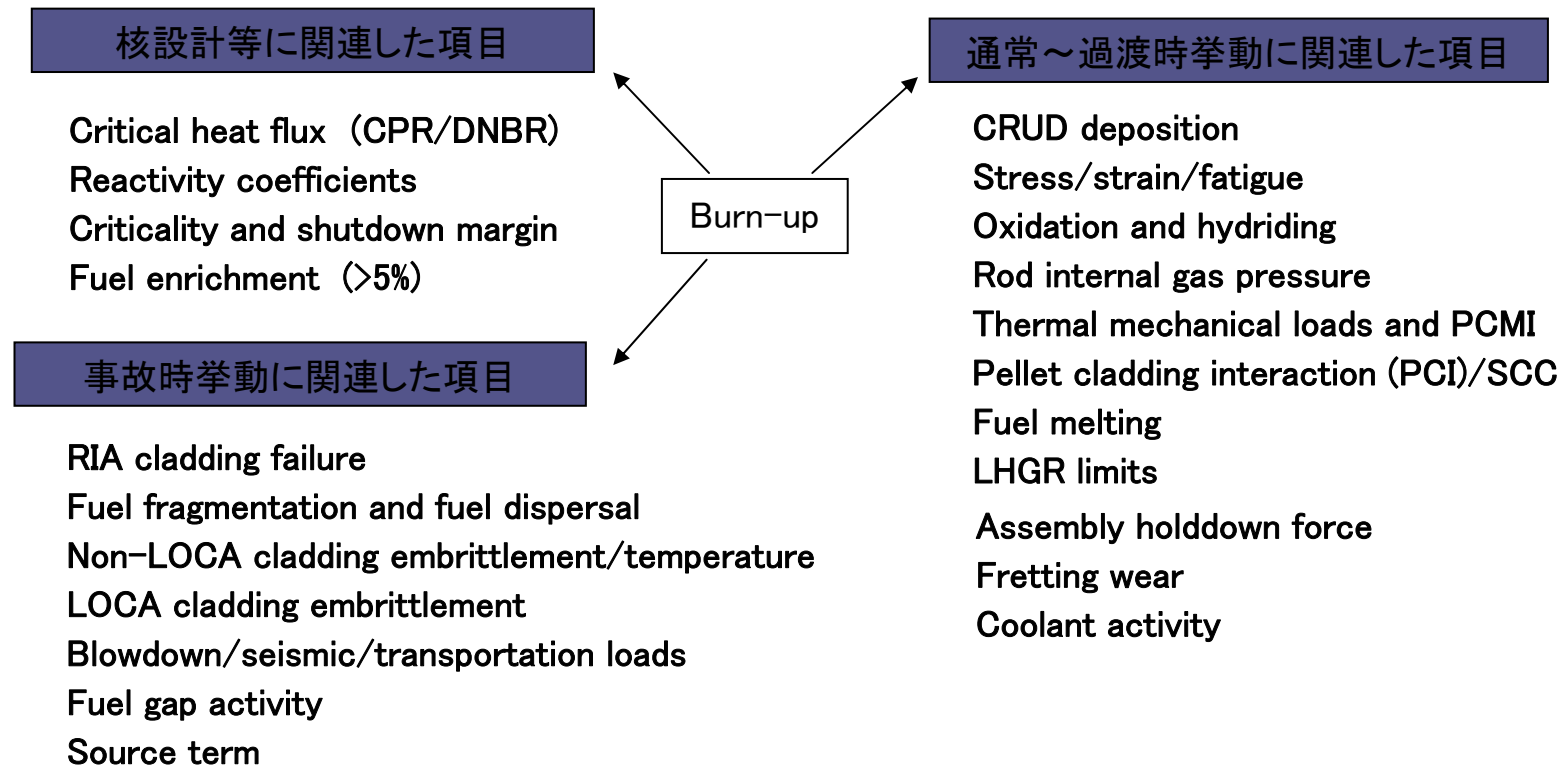 核設計等に関連した項目
Critical heat flux (CPR/DNBR)
Reactivity coefficients
Criticality and shutdown margin
Fuel enrichment (>5%)
Burn-up
通常～過渡時挙動に関連した項目
CRUD deposition
Stress/strain/fatigue
Oxidation and hydriding
Rod internal gas pressure
Thermal mechanical loads and PCMI
Pellet cladding interaction (PCI)/SCC
Fuel melting
LHGR limits
Assembly holddown force
Fretting wear
Coolant activity
事故時挙動に関連した項目
RIA cladding failure
Fuel fragmentation and fuel dispersal
Non-LOCA cladding embrittlement/temperature
LOCA cladding embrittlement
Blowdown/seismic/transportation loads
Fuel gap activity
Source term